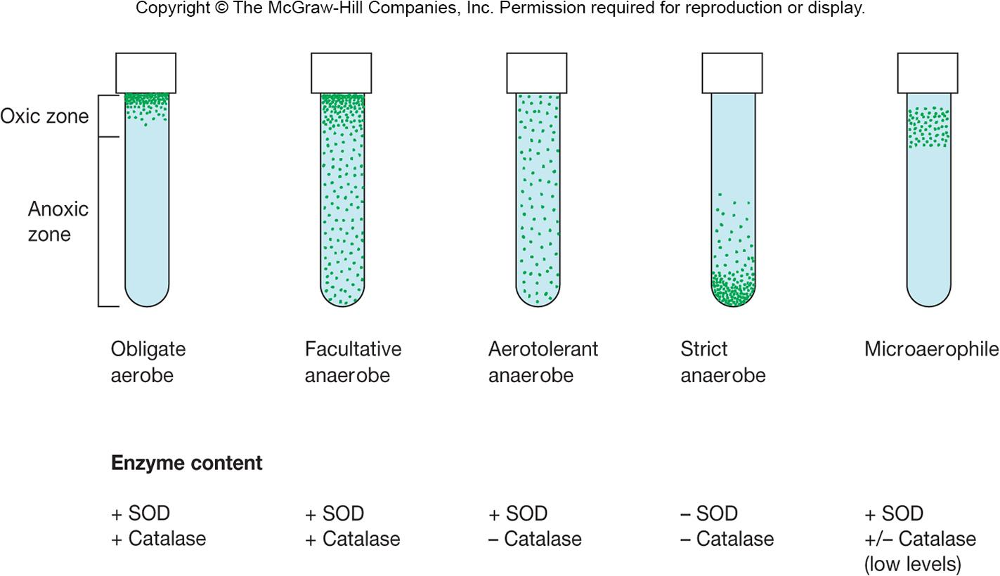 Copyright © The McGraw-Hill Companies, Inc. Permission required for reproduction or display.
Oxic zone
Anoxic
zone
Obligate
aerobe
Facultative
anaerobe
Aerotolerant
anaerobe
Strict
anaerobe
Microaerophile
Enzyme content
+ SOD
+ Catalase
+ SOD
+ Catalase
+ SOD
– Catalase
– SOD
– Catalase
+ SOD
+/– Catalase
(low levels)